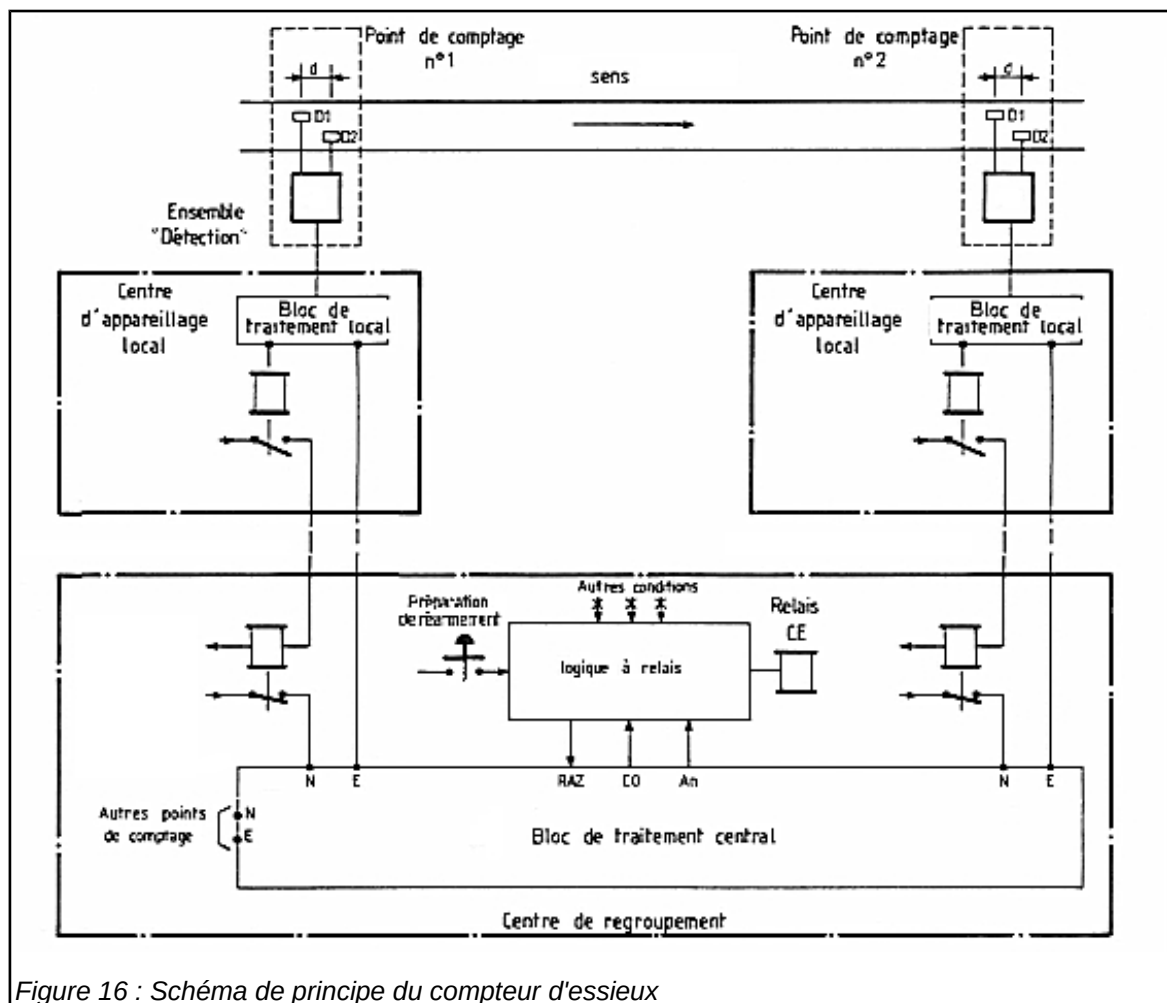 Point de comptage
n°1
Point de comptage
n°2
d
sens
d
D1
D2
D1
D2
Ensemble
"Détection"
Centre
d'appareillage
local
Bloc de
traitement local
Centre
d'appareillage
local
Bloc de
traitement local
Préparation
de réarmement
Autres conditions
Relais
CE
logique à relais
N
E
RAZ
CO
An
N
E
Autres points
de comptage
N
E
Bloc de traitement central
Centre de regroupement
Figure 16 : Schéma de principe du compteur d'essieux